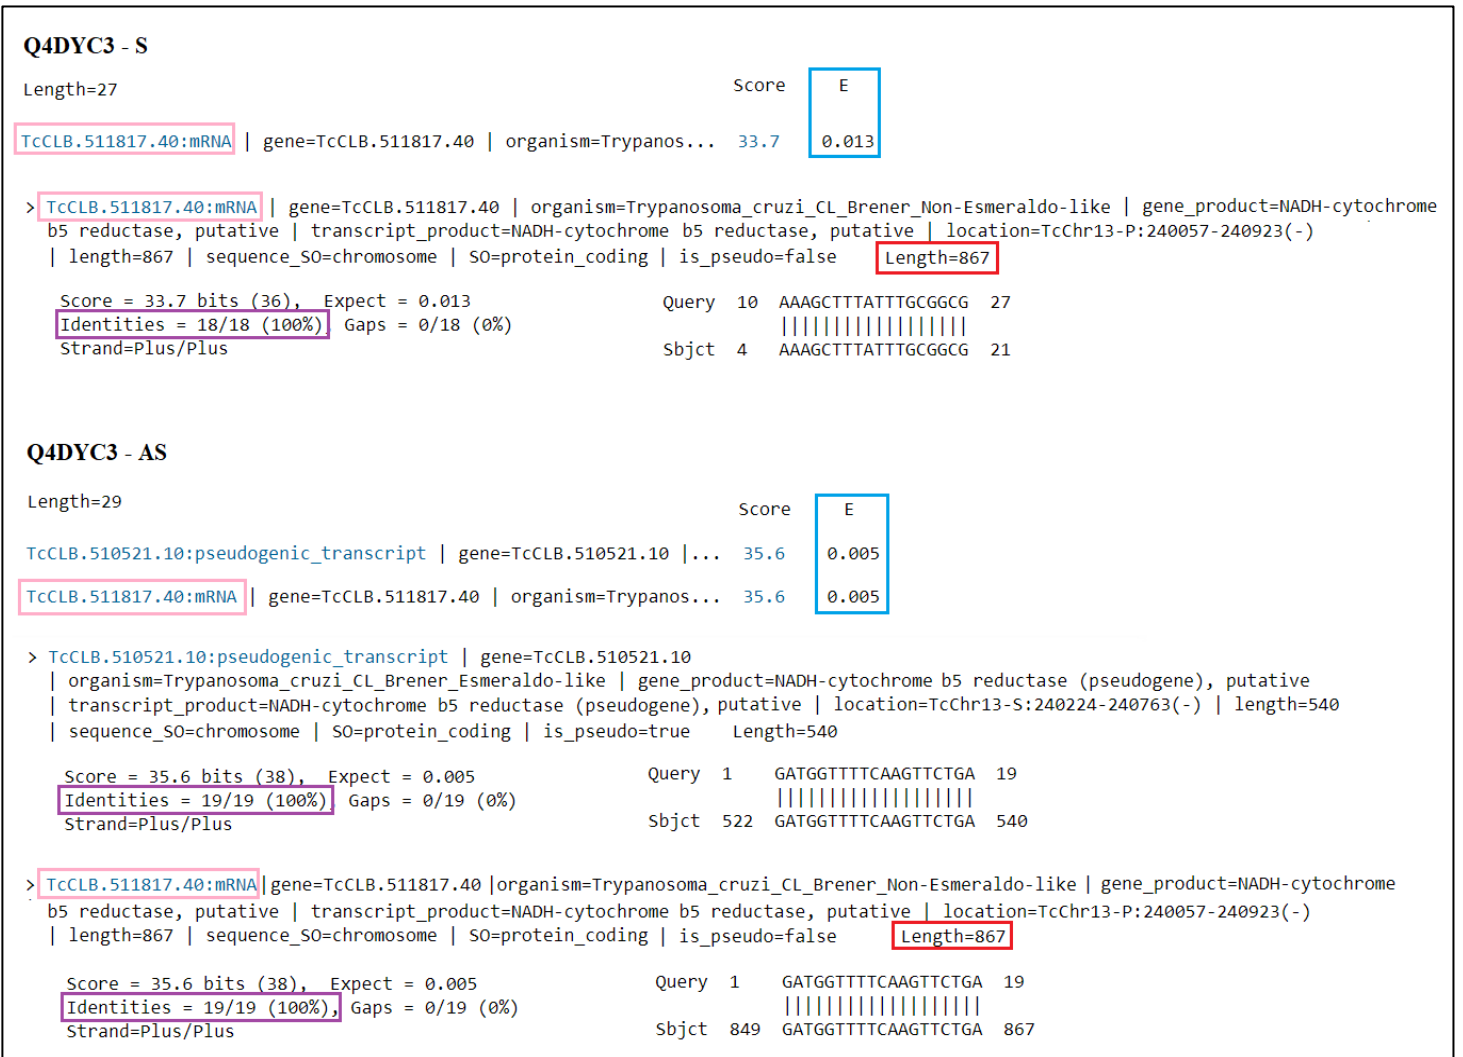 Q4DYC3 - S
Length=27
Score E
TcCLB.511817.40:mRNA | gene=TcCLB.511817.40 | organism=Trypanos... 33.7 0.013
> TcCLB.511817.40:mRNA | gene=TcCLB.511817.40 | organism=Trypanosoma_cruzi_CL_Brener_Non-Esmeraldo-like | gene_product=NADH-cytochrome
b5 reductase, putative | transcript_product=NADH-cytochrome b5 reductase, putative | location=TcChr13-P:240057-240923(-)
| length=867 | sequence_SO=chromosome | SO=protein_coding | is_pseudo=false Length=867
Score = 33.7 bits (36), Expect = 0.013 Query 10 AAAGCTTTATTTGCGGCG 27
Identities = 18/18 (100%) Gaps = 0/18 (0%) ||||||||||||||||||
Strand=Plus/Plus Sbjct 4 AAAGCTTTATTTGCGGCG 21
Q4DYC3 - AS
Length=29
Score E
TcCLB.510521.10:pseudogenic_transcript | gene=TcCLB.510521.10 |... 35.6 0.005
TcCLB.511817.40:mRNA | gene=TcCLB.511817.40 | organism=Trypanos... 35.6 0.005
> TcCLB.510521.10:pseudogenic_transcript | gene=TcCLB.510521.10
| organism=Trypanosoma_cruzi_CL_Brener_Esmeraldo-like | gene_product=NADH-cytochrome b5 reductase (pseudogene), putative
| transcript_product=NADH-cytochrome b5 reductase (pseudogene), putative | location=TcChr13-S:240224-240763(-) | length=540
| sequence_SO=chromosome | SO=protein_coding | is_pseudo=true Length=540
Score = 35.6 bits (38), Expect = 0.005 Query 1 GATGGTTTTCAAGTTCTGA 19
Identities = 19/19 (100%) Gaps = 0/19 (0%) |||||||||||||||||||
Strand=Plus/Plus Sbjct 522 GATGGTTTTCAAGTTCTGA 540
> TcCLB.511817.40:mRNA |gene=TcCLB.511817.40 |organism=Trypanosoma_cruzi_CL_Brener_Non-Esmeraldo-like | gene_product=NADH-cytochrome
b5 reductase, putative | transcript_product=NADH-cytochrome b5 reductase, putative | location=TcChr13-P:240057-240923(-)
| length=867 | sequence_SO=chromosome | SO=protein_coding | is_pseudo=false Length=867
Score = 35.6 bits (38), Expect = 0.005 Query 1 GATGGTTTTCAAGTTCTGA 19
Identities = 19/19 (100%), Gaps = 0/19 (0%) |||||||||||||||||||
Strand=Plus/Plus Sbjct 849 GATGGTTTTCAAGTTCTGA 867